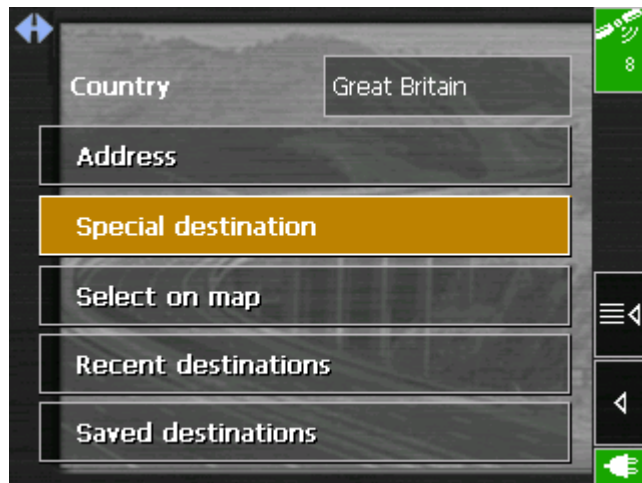 8
Country Great Britain
Address
Special destination
Select on map
Recent destinations
Saved destinations